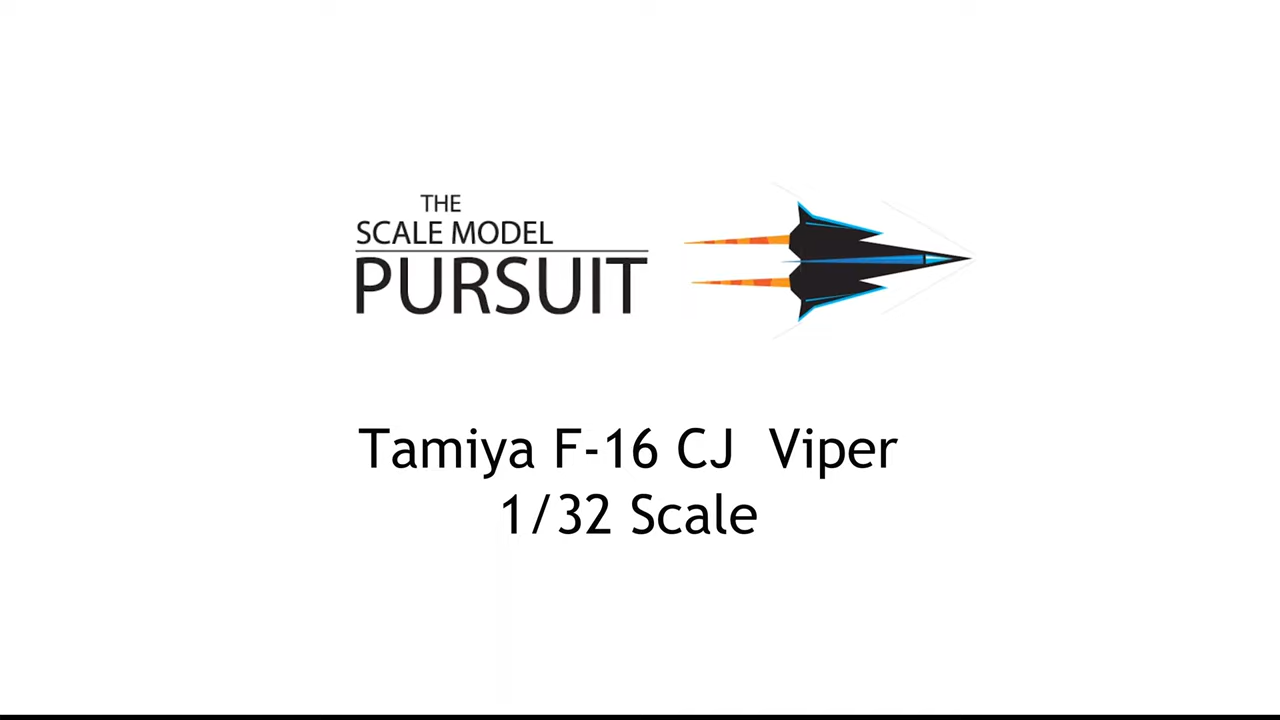 THE
SCALE MODEL
PURSUIT
Tamiya F-16 CJ  Viper
1/32 Scale